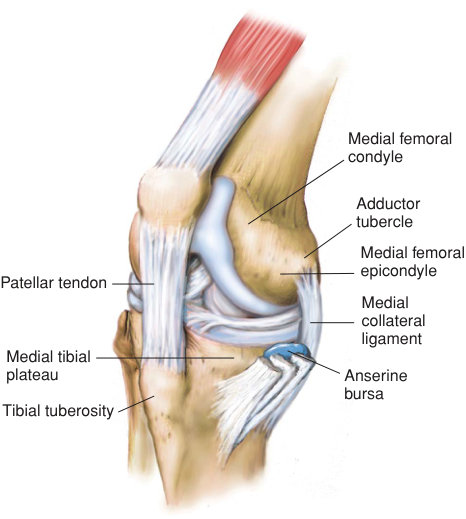 Medial femoral
condyle
Adductor
tubercle
Medial femoral
epicondyle
Patellar tendon
Medial
collateral
ligament
Medial tibial
plateau
Anserine
bursa
Tibial tuberosity